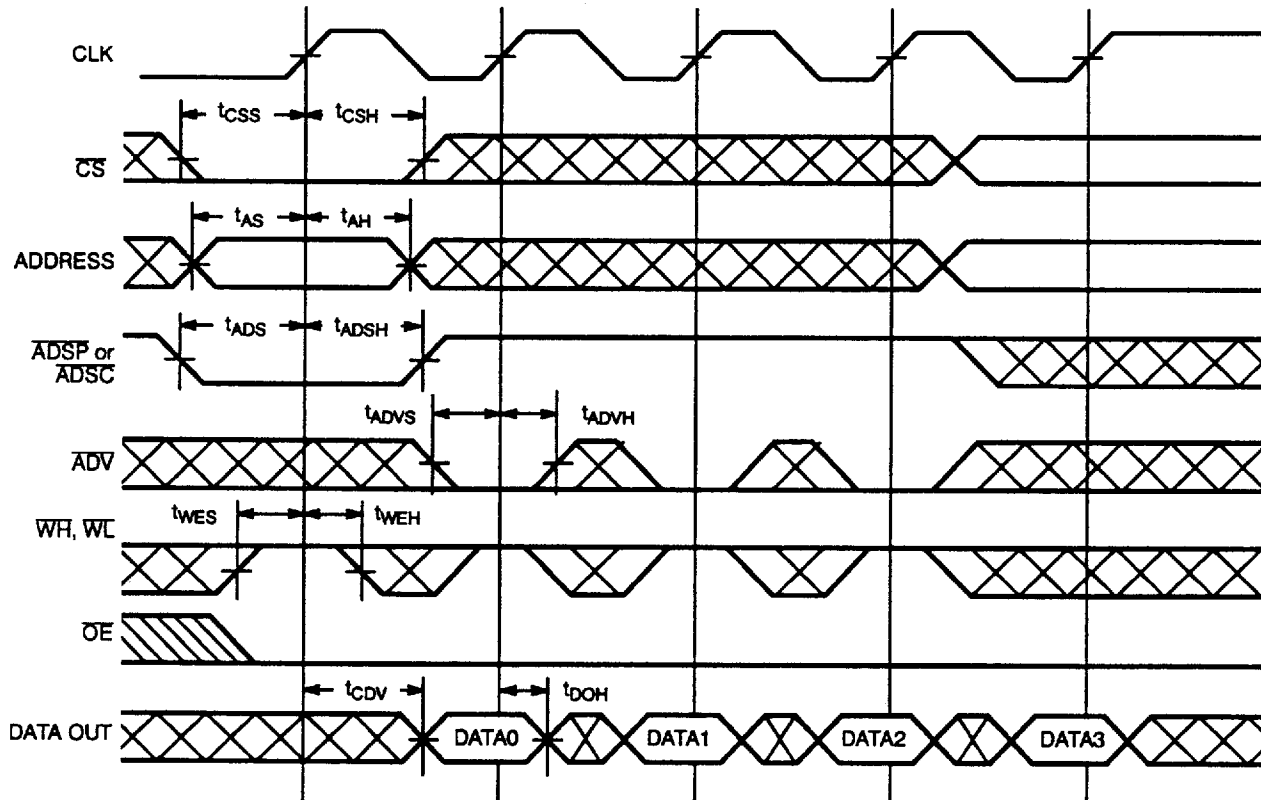 CLK
tCSS tCSH
CS
tAS tAH
ADDRESS
tADS tADSH
ADSP or
ADSC
tADVS tADVH
ADV
tWES tWEH
WH, WL
OE
tCDV tDOH
DATA OUT DATA0 DATA1 DATA2 DATA3